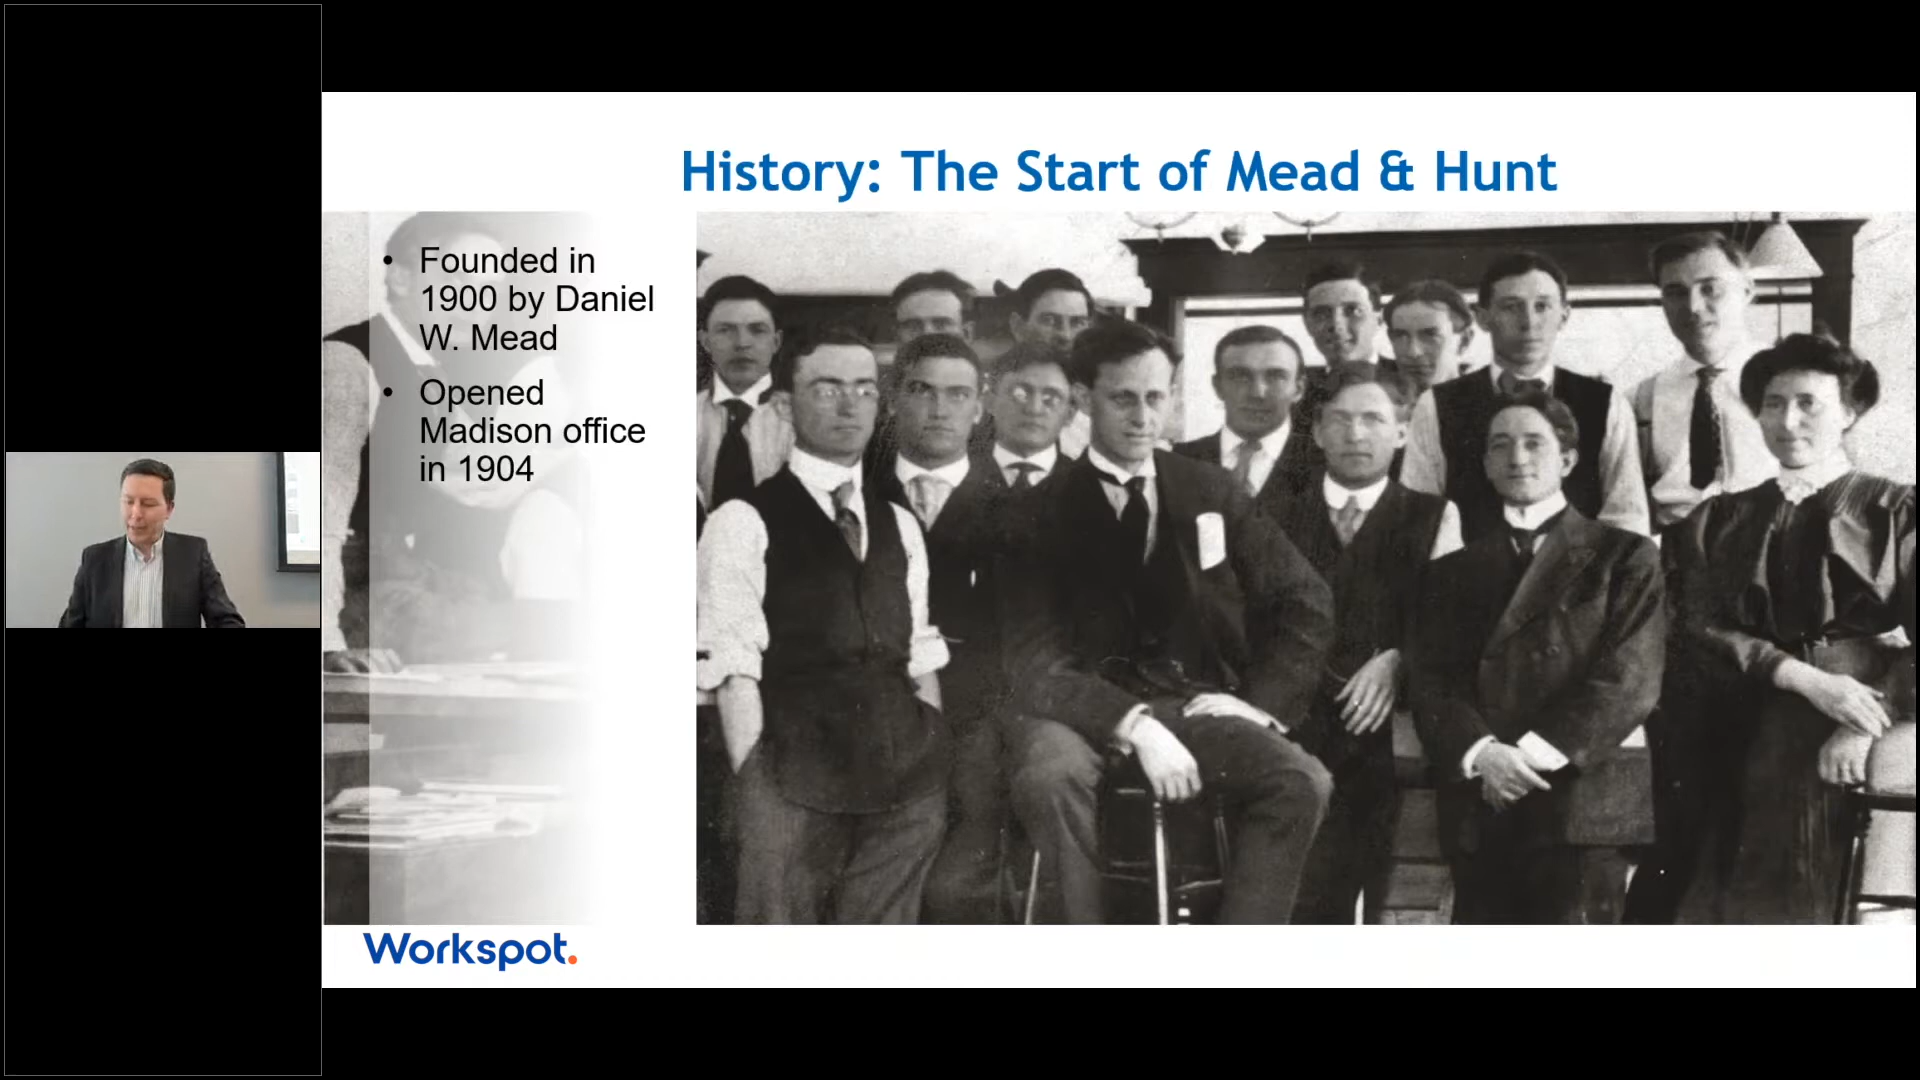 History: The Start of Mead & Hunt
• Founded in
1900 by Daniel
W. Mead
• Opened
Madison office
in 1904
Workspot.